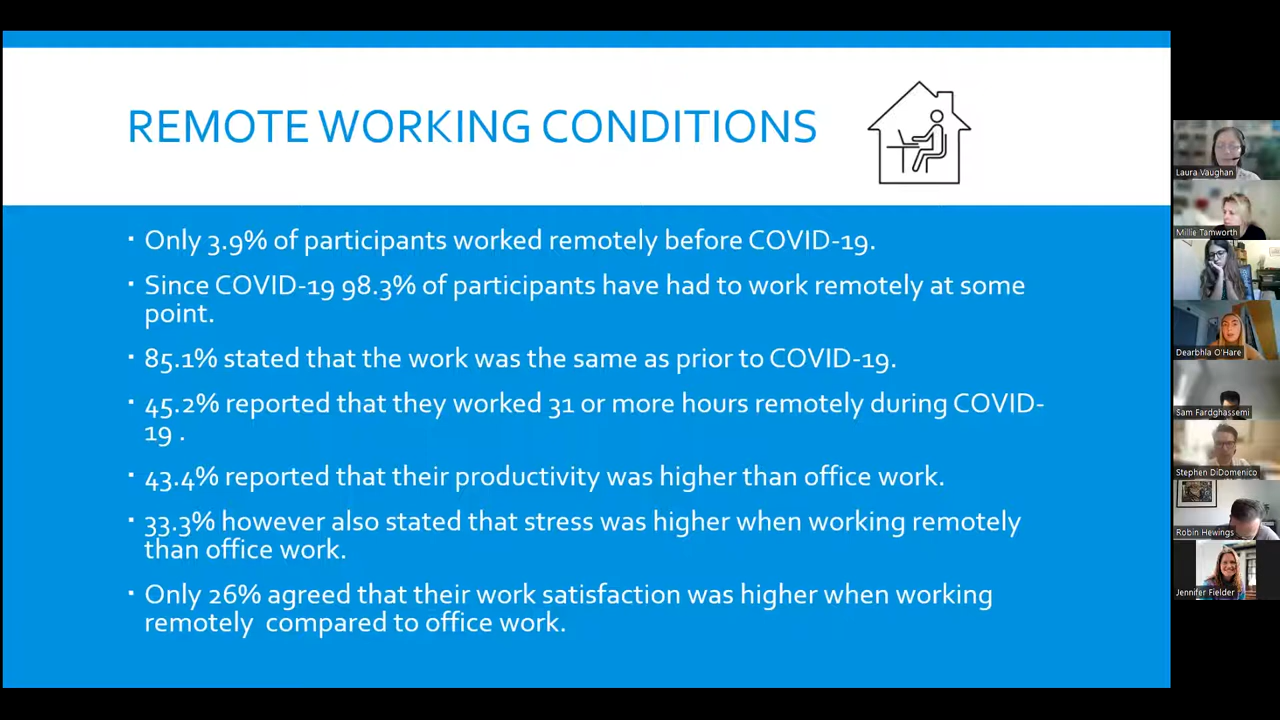 REMOTE WORKING CONDITIONS
▪ Only 3.9% of participants worked remotely before COVID-19.
▪ Since COVID-19 98.3% of participants have had to work remotely at some
point.
▪ 85.1% stated that the work was the same as prior to COVID-19.
▪ 45.2% reported that they worked 31 or more hours remotely during COVID-
19 .
▪ 43.4% reported that their productivity was higher than office work.
▪ 33.3% however also stated that stress was higher when working remotely
than office work.
▪ Only 26% agreed that their work satisfaction was higher when working
remotely  compared to office work.
Laura Vaughan
Millie Tamworth
Dearbhla O'Hare
Sam Fardghassemi
Stephen DiDomenico
Robin Hewings
Jennifer Fielder